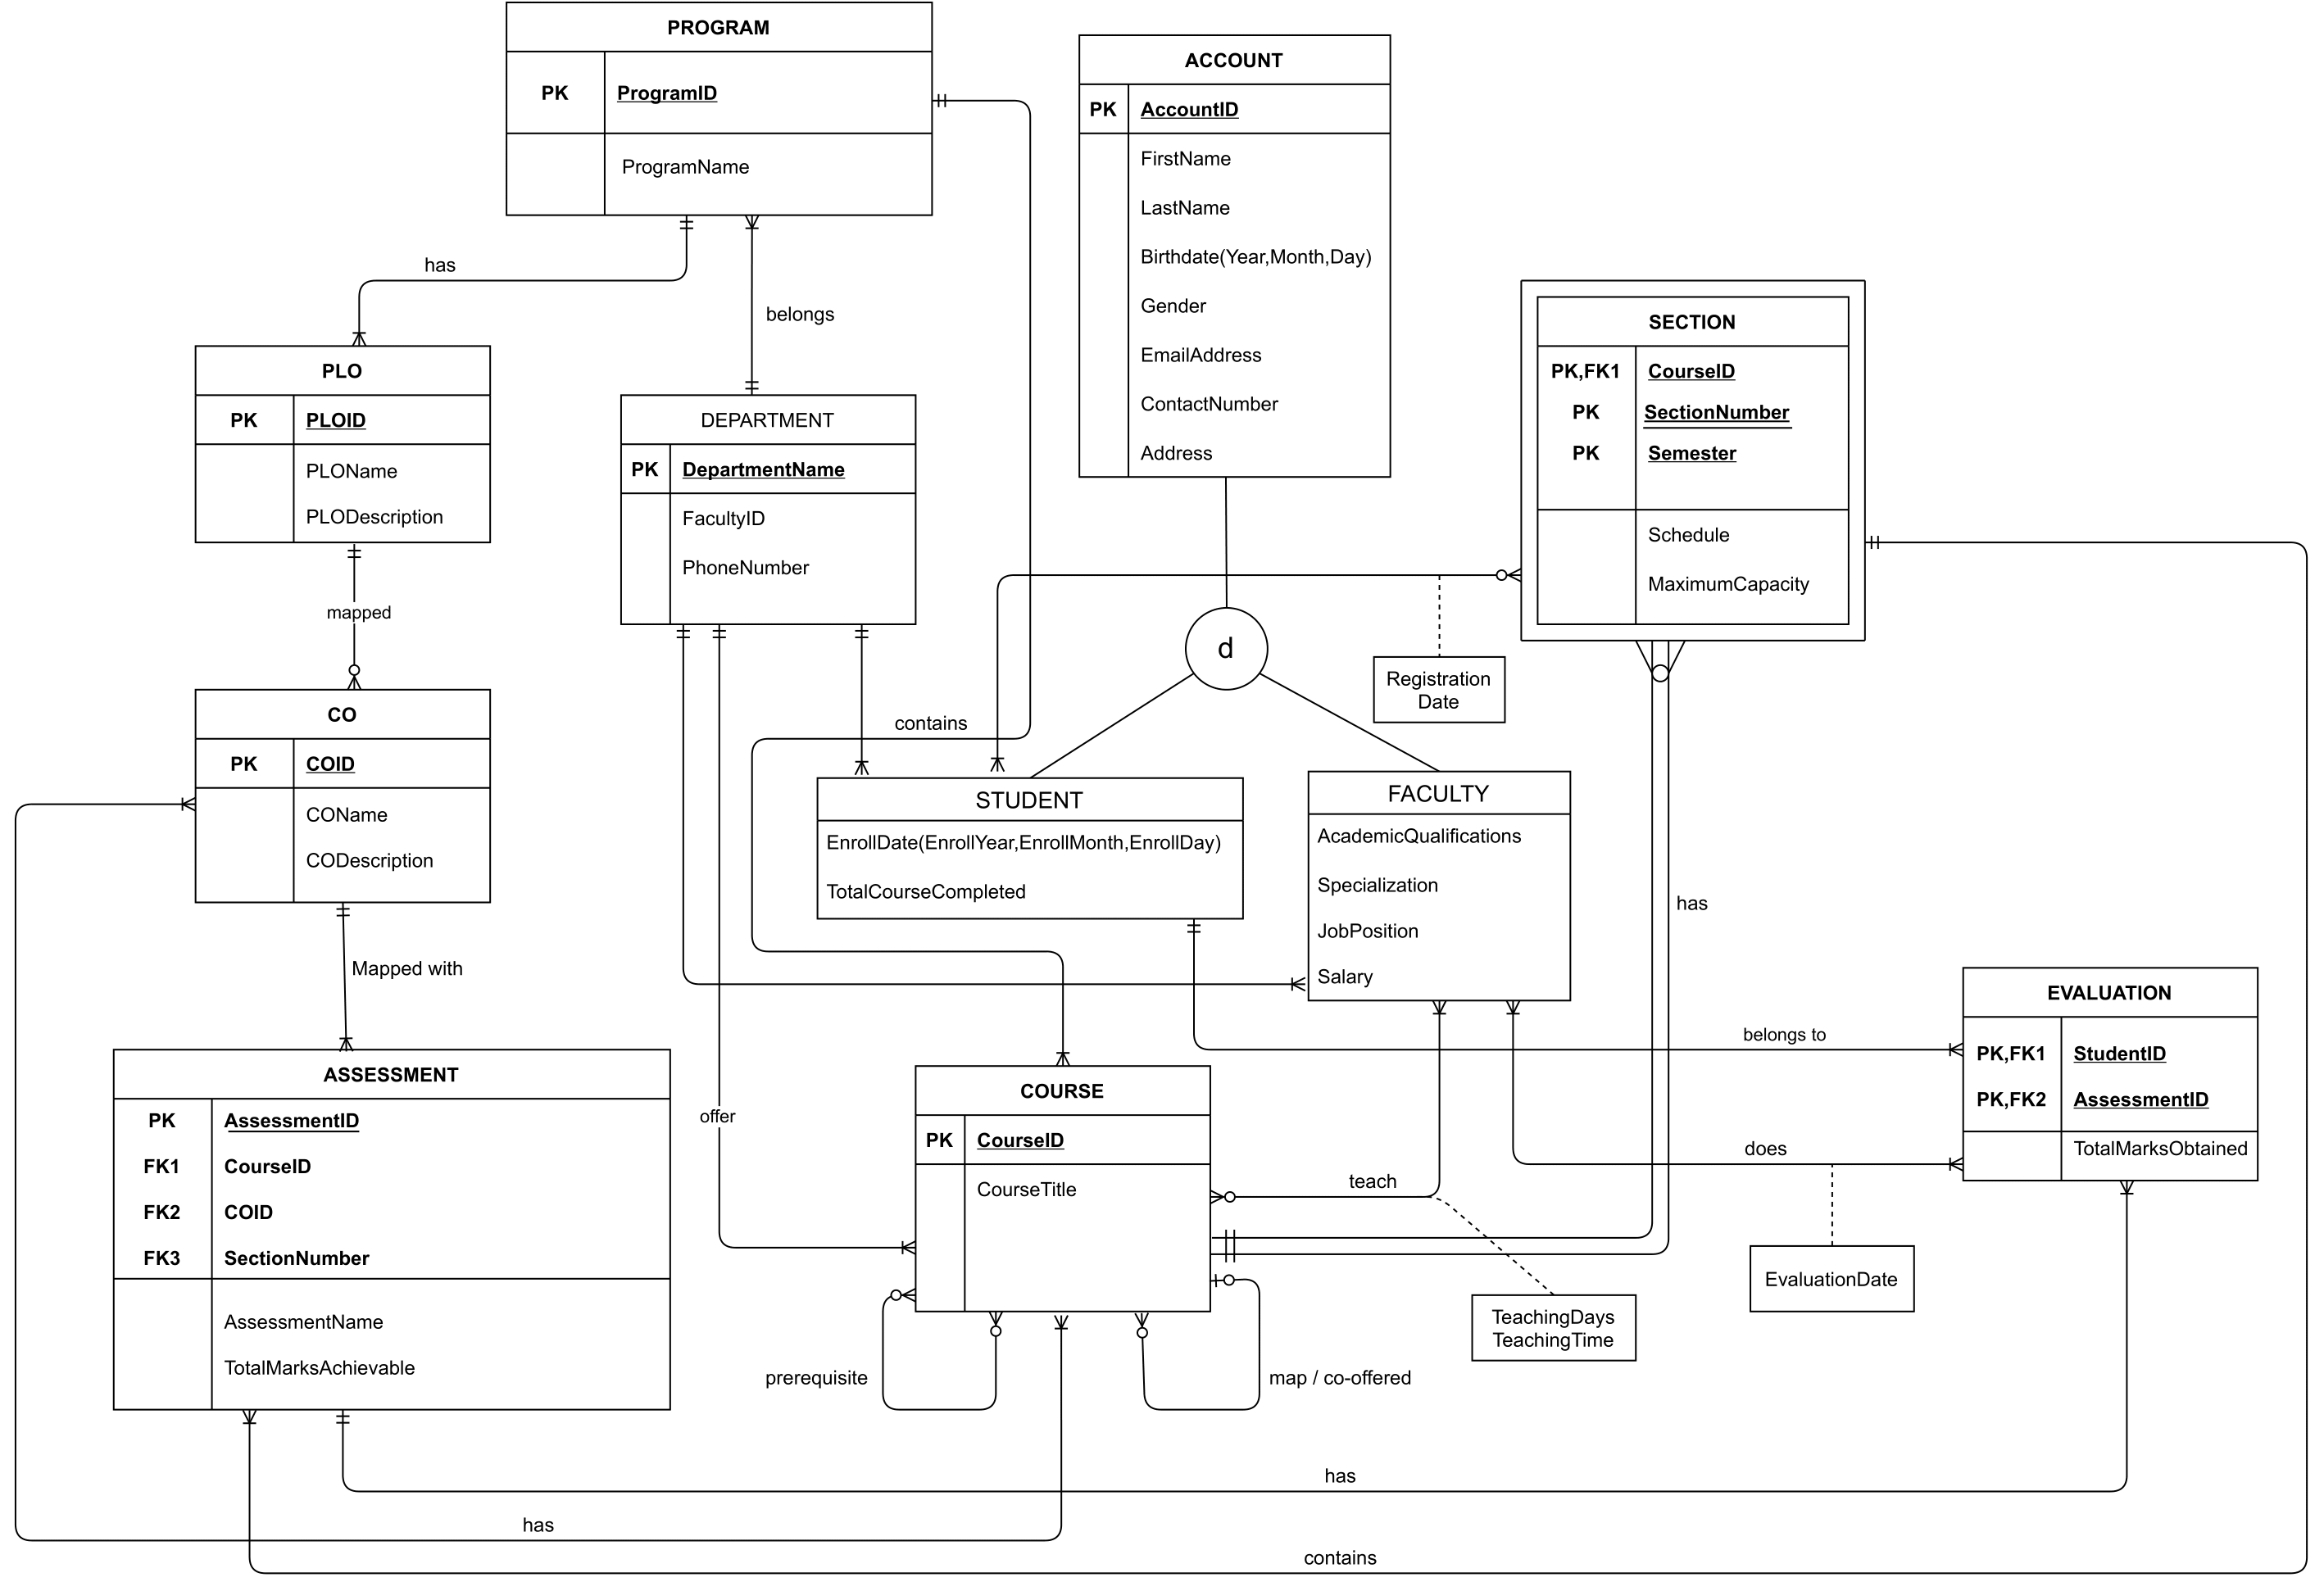 PROGRAM
PK
ProgramID
ProgramName
ACCOUNT
PK
AccountID
FirstName
LastName
Birthdate(Year,Month,Day)
Gender
EmailAddress
ContactNumber
Address
has
belongs
SECTION
PK,FK1
CourseID
PK
SectionNumber
PK
Semester
Schedule
MaximumCapacity
PLO
PK
PLOID
PLOName
PLODescription
DEPARTMENT
PK
DepartmentName
FacultyID
PhoneNumber
mapped
d
Registration
Date
contains
CO
PK
COID
COName
CODescription
STUDENT
EnrollDate(EnrollYear,EnrollMonth,EnrollDay)
TotalCourseCompleted
FACULTY
AcademicQualifications
Specialization
JobPosition
Salary
has
Mapped with
EVALUATION
PK,FK1
StudentID
PK,FK2
AssessmentID
TotalMarksObtained
belongs to
does
ASSESSMENT
PK
AssessmentID
FK1
CourseID
FK2
COID
FK3
SectionNumber
AssessmentName
TotalMarksAchievable
offer
COURSE
PK
CourseID
CourseTitle
teach
EvaluationDate
TeachingDays
TeachingTime
prerequisite
map / co-offered
has
has
contains